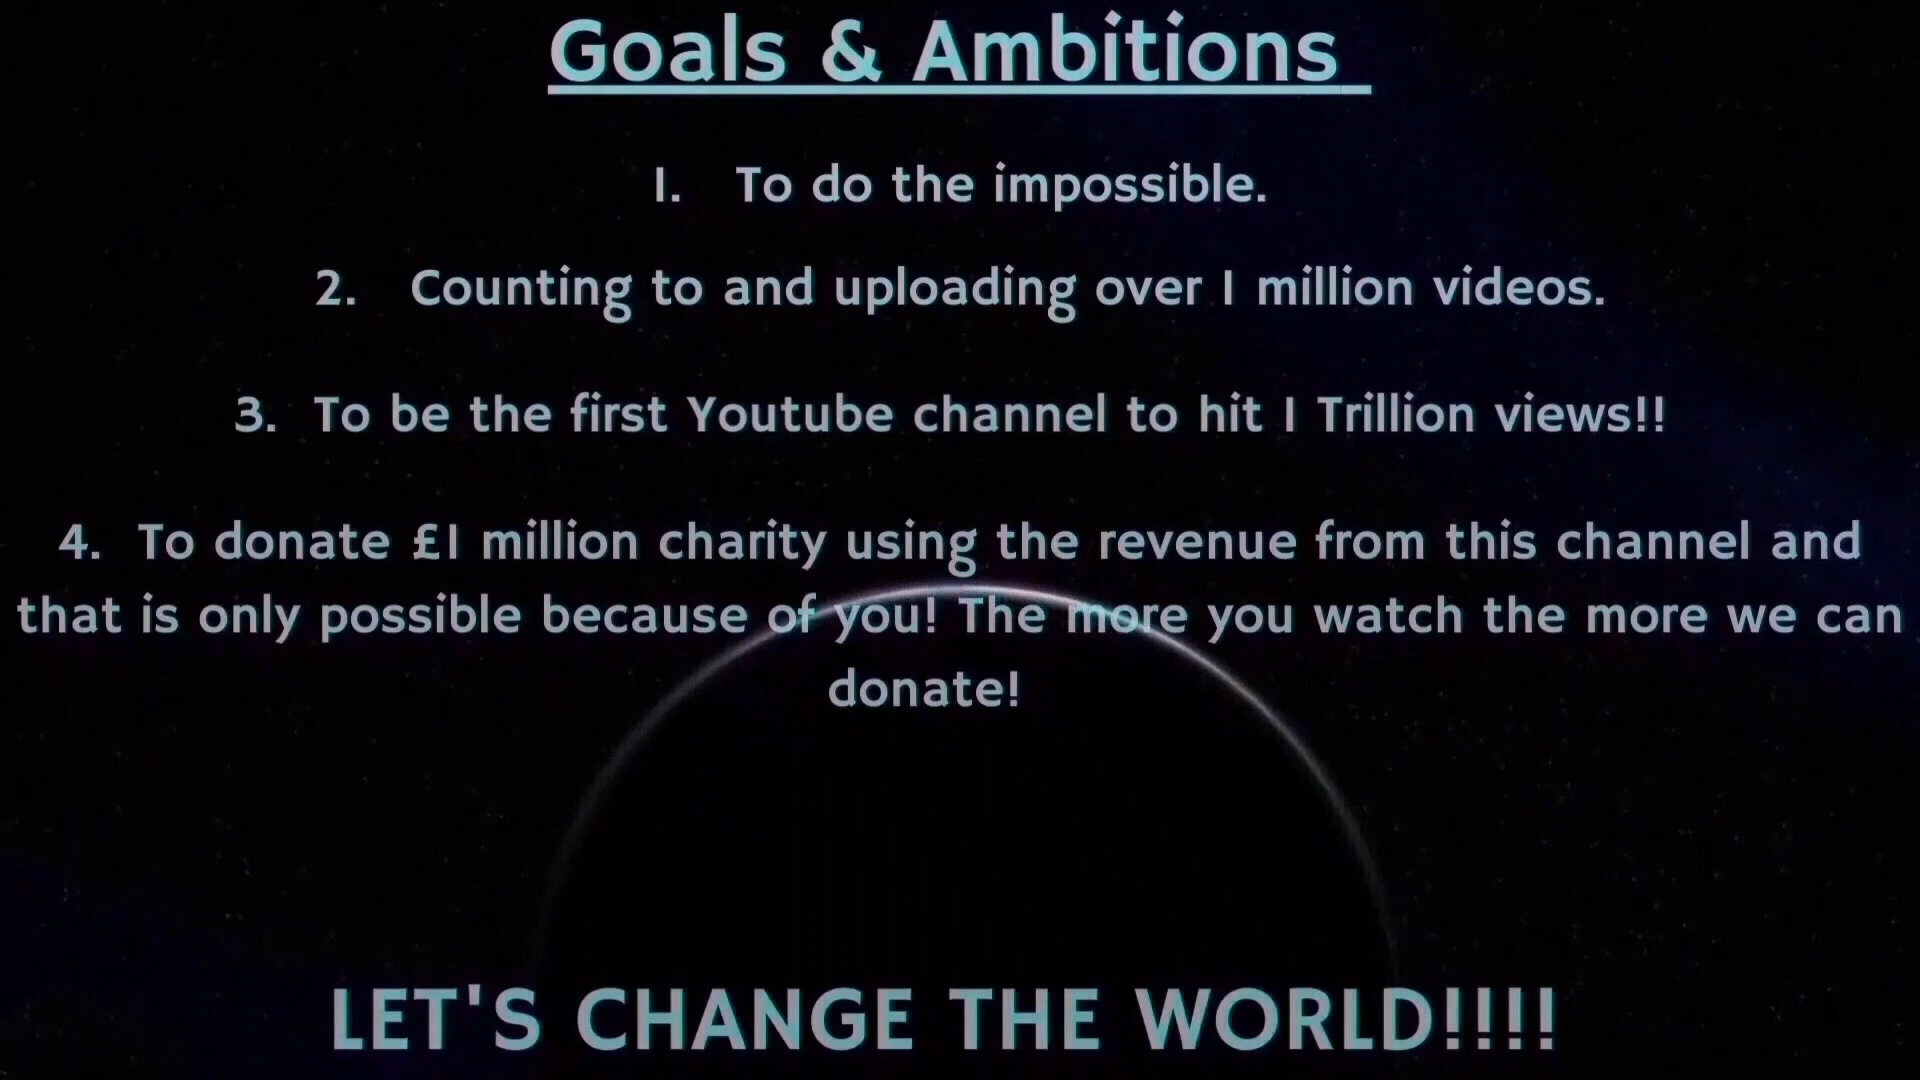 Goals & Ambitions
1. To do the impossible.
2. Counting to and uploading over 1 million videos.
3. To be the first Youtube channel to hit 1 Trillion views!!
4. To donate £1 million charity using the revenue from this channel and
that is only possible because of you! The more you watch the more we can
donate!
LET'S CHANGE THE WORLD!!!!